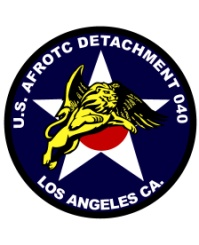 U.S. AFROTC DETACHMENT 040
LOS ANGELES CA.